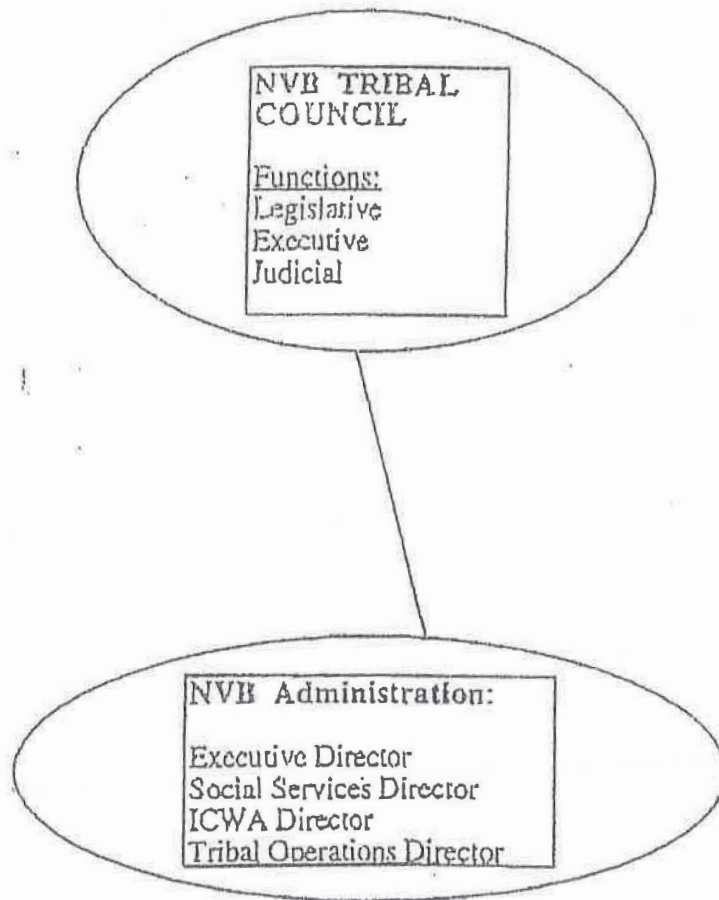 NVB TRIBAL
COUNCIL
Functions:
Legislative
Executive
Judicial
NVB Administration:
Executive Director
Social Services Director
ICWA Director
Tribal Operations Director